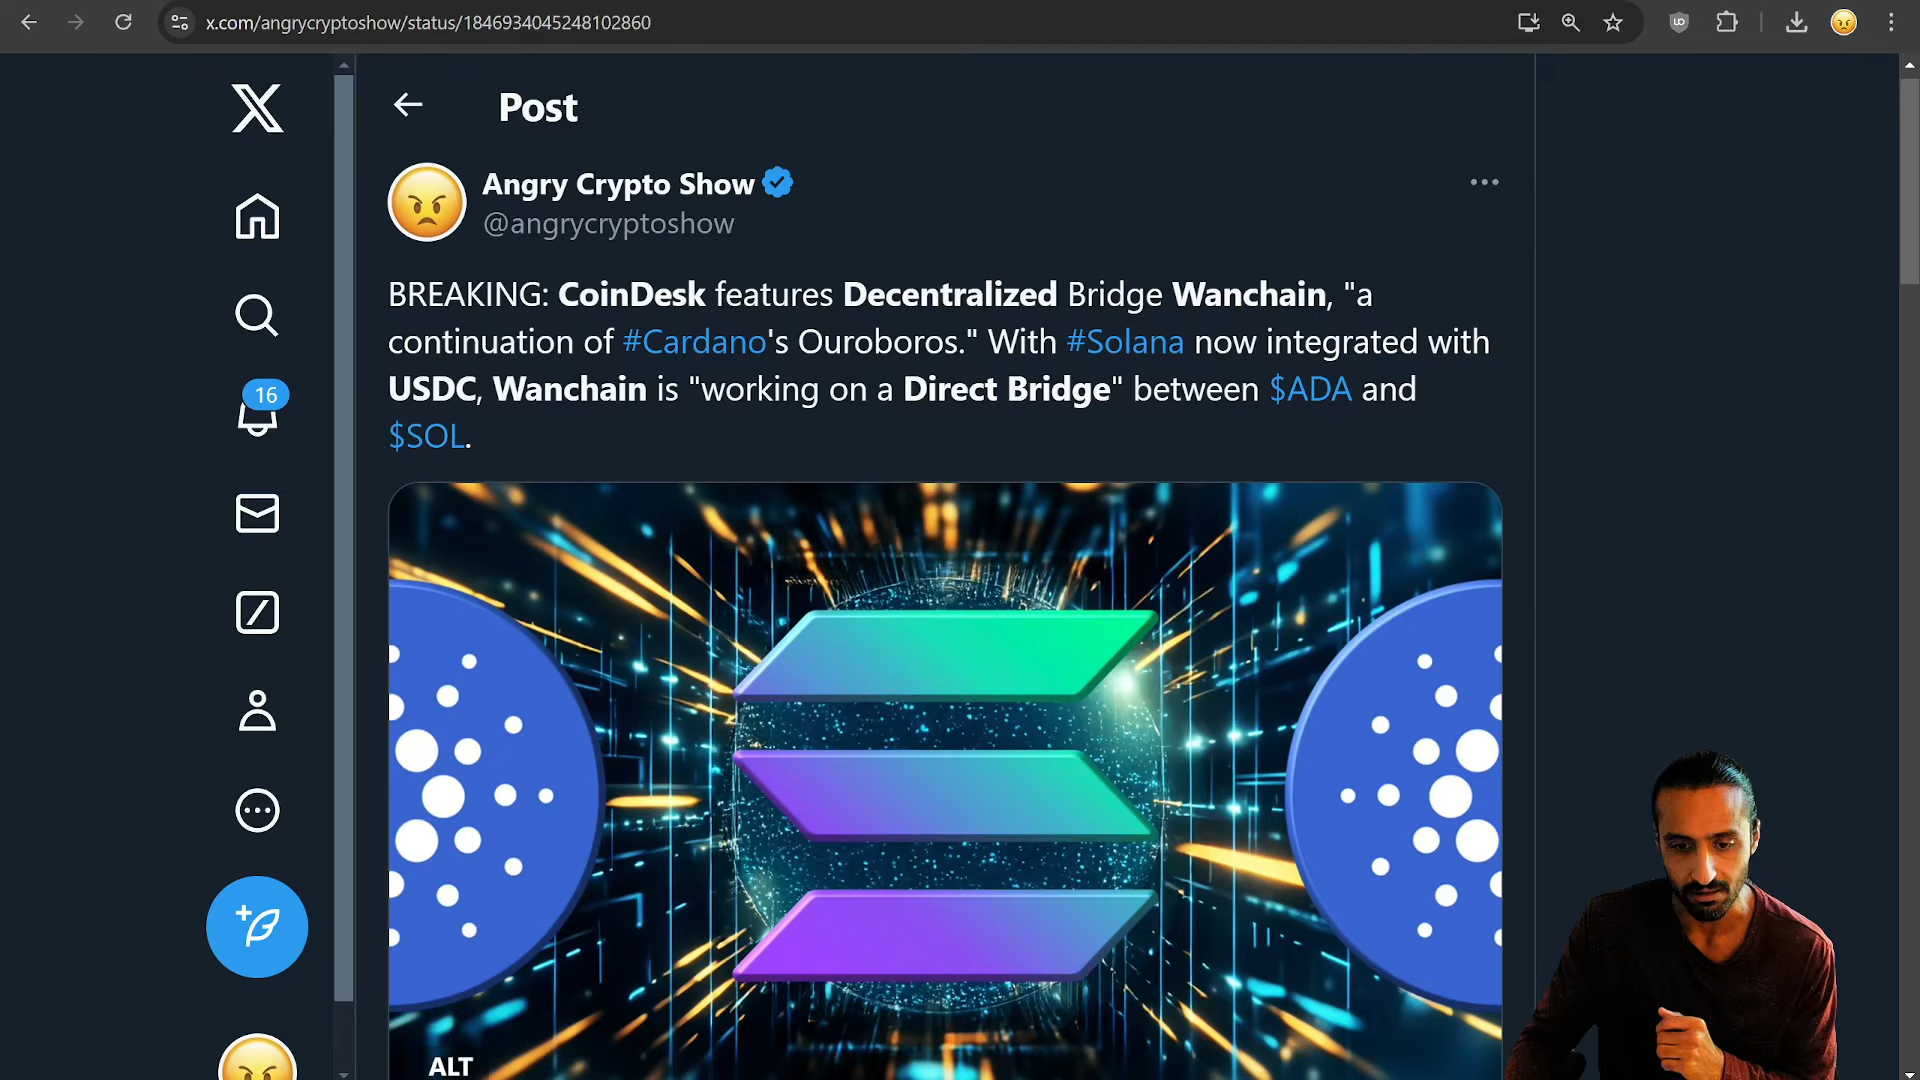 x.com/angrycryptoshow/status/1846934045248102860
Post
Angry Crypto Show
@angrycryptoshow
BREAKING: CoinDesk features Decentralized Bridge Wanchain, "a
continuation of #Cardano's Ouroboros." With #Solana now integrated with
USDC, Wanchain is "working on a Direct Bridge" between $ADA and
$SOL.
16
ALT